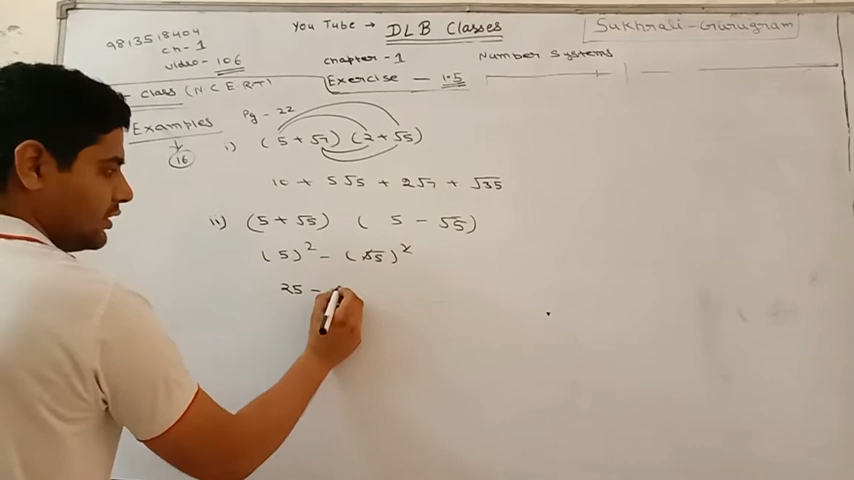 9813518404
You Tube → DLB Classes
Sukhrali-Gurugram
ch-1
video-106
chapter-1
Number Systems
- class (NCERT)
Exercise - 1.5
Examples
Pg-22
16
i) (5 + √7) (2 + √5)
10 + 5√5 + 2√7 + √35
ii) (5 + √5) ( 5 - √5)
(5)² - (√5)²
25 -